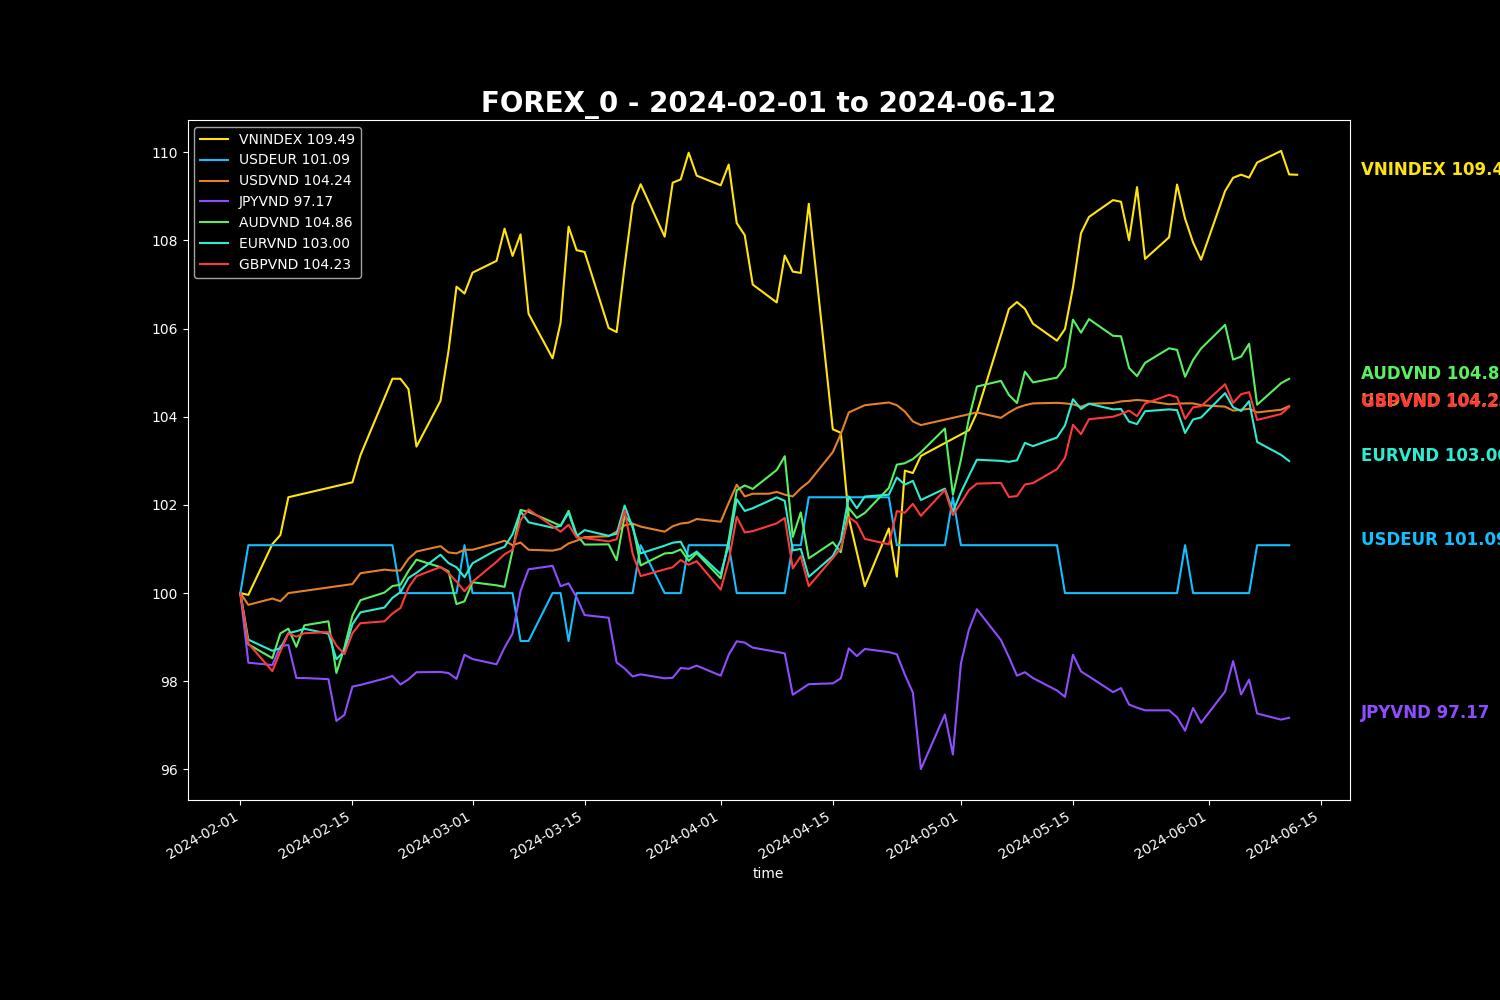 FOREX_0 - 2024-02-01 to 2024-06-12
VNINDEX 109.49
USDEUR 101.09
USDVND 104.24
JPYVND 97.17
AUDVND 104.86
EURVND 103.00
GBPVND 104.23
110
108
106
104
102
100
98
96
VNINDEX 109.4
AUDVND 104.8
EURVND 103.00
USDEUR 101.09
JPYVND 97.17
2024-02-01
2024-02-15
2024-03-01
2024-03-15
2024-04-01
2024-04-15
2024-05-01
2024-05-15
2024-06-01
2024-06-15
time